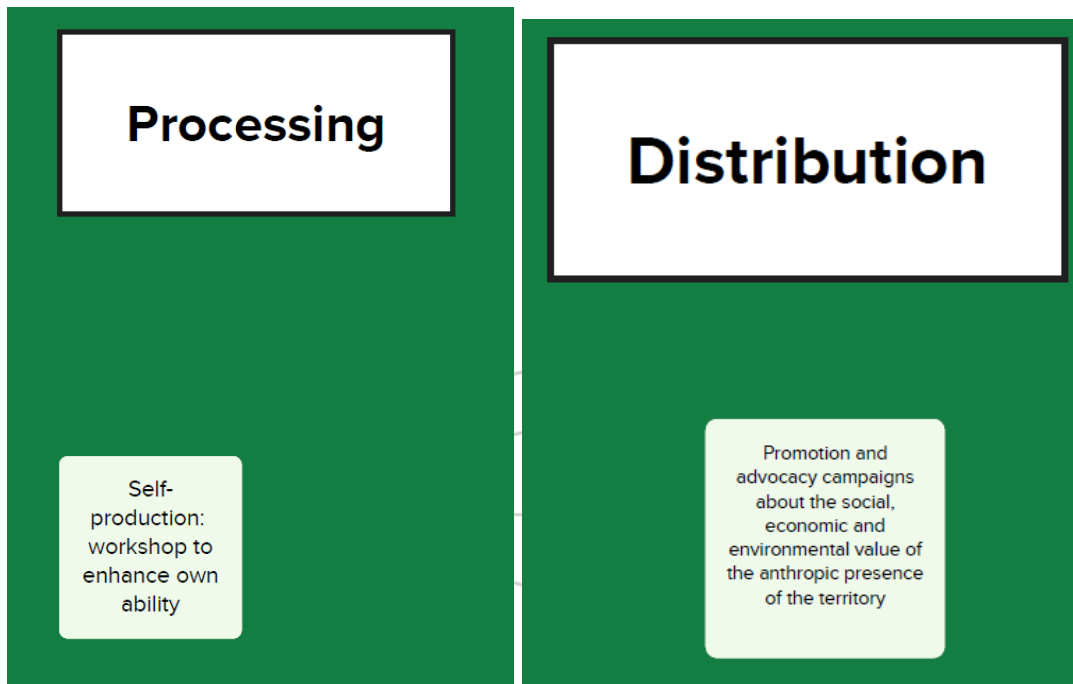 Processing
Self-
production:
workshop to
enhance own
ability
Distribution
Promotion and
advocacy campaigns
about the social,
economic and
environmental value of
the anthropic presence
of the territory